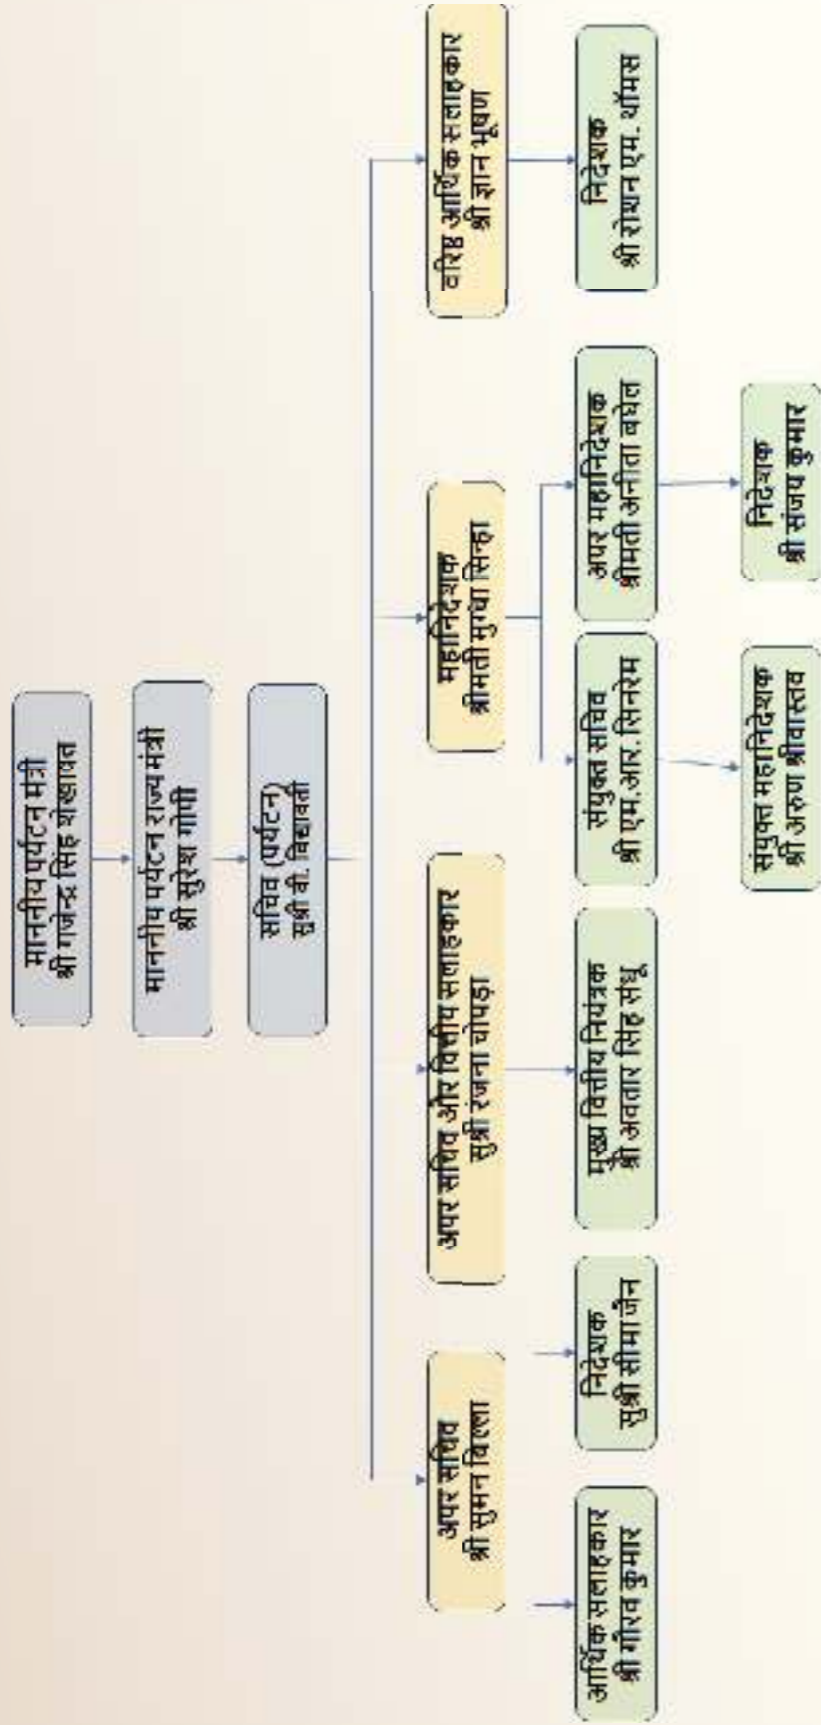 माननीय पर्यटन मंत्री
श्री गजेन्द्र सिंह शेखावत
माननीय पर्यटन राज्य मंत्री
श्री सुरेश गोपी
सचिव (पर्यटन)
सुश्री वी. विद्यावती
अपर सचिव
श्री सुमन बिल्ला
अपर सचिव और वित्तीय सलाहकार
सुश्री रंजना चोपड़ा
महानिदेशक
श्रीमती मुग्धा सिन्हा
वरिष्ठ आर्थिक सलाहकार
श्री ज्ञान भूषण
आर्थिक सलाहकार
श्री गौरव कुमार
निदेशक
सुश्री सीमा जैन
मुख्य वित्तीय नियंत्रक
श्री अवतार सिंह संधू
संयुक्त सचिव
श्री एम.आर. सिनरेम
अपर महानिदेशक
श्रीमती अनीता बघेल
निदेशक
श्री रोशन एम. थॉमस
संयुक्त महानिदेशक
श्री अरुण श्रीवास्तव
निदेशक
श्री संजय कुमार